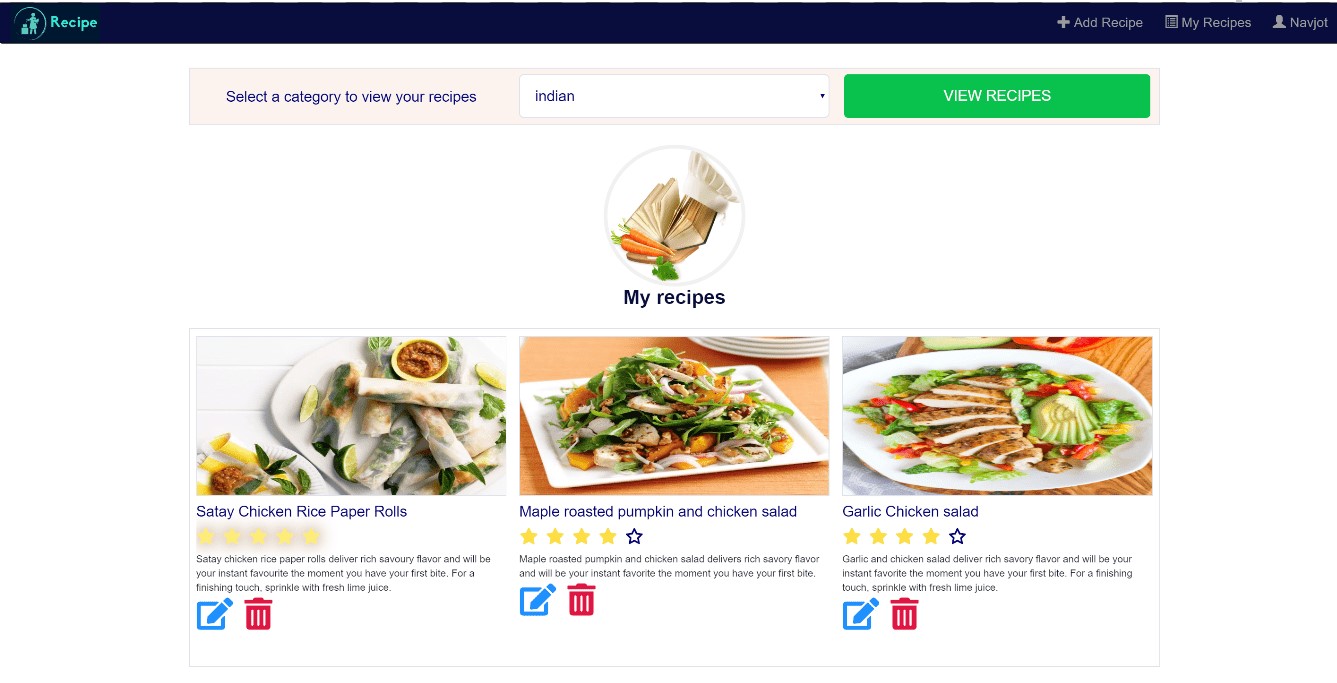 Recipe
Add Recipe
My Recipes
Navjot
Select a category to view your recipes
indian
VIEW RECIPES
My recipes
Satay Chicken Rice Paper Rolls
Satay chicken rice paper rolls deliver rich savoury flavor and will be
your instant favourite the moment you have your first bite. For a
finishing touch, sprinkle with fresh lime juice.
Maple roasted pumpkin and chicken salad
Maple roasted pumpkin and chicken salad delivers rich savory flavor
and will be your instant favorite the moment you have your first bite.
Garlic Chicken salad
Garlic and chicken salad deliver rich savory flavor and will be your
instant favorite the moment you have your first bite. For a finishing
touch, sprinkle with fresh lime juice.